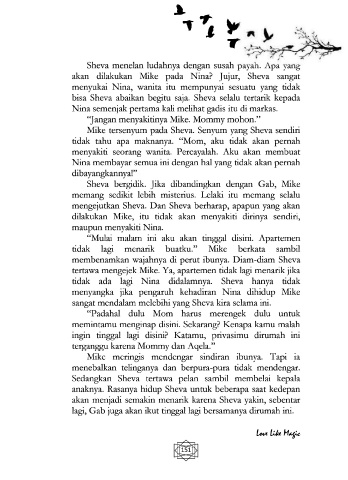 Sheva menelan ludahnya dengan susah payah. Apa yang
akan dilakukan Mike pada Nina? Jujur, Sheva sangat
menyukai Nina, wanita itu mempunyai sesuatu yang tidak
bisa Sheva abaikan begitu saja. Sheva selalu tertarik kepada
Nina semenjak pertama kali melihat gadis itu di markas.
“Jangan menyakitinya Mike. Mommy mohon.”
Mike tersenyum pada Sheva. Senyum yang Sheva sendiri
tidak tahu apa maknanya. “Mom, aku tidak akan pernah
menyakiti seorang wanita. Percayalah. Aku akan membuat
Nina membayar semua ini dengan hal yang tidak akan pernah
dibayangkannya!”
Sheva bergidik. Jika dibandingkan dengan Gab, Mike
memang sedikit lebih misterius. Lelaki itu memang selalu
mengejutkan Sheva. Dan Sheva berharap, apapun yang akan
dilakukan Mike, itu tidak akan menyakiti dirinya sendiri,
maupun menyakiti Nina.
“Mulai malam ini aku akan tinggal disini. Apartemen
tidak lagi menarik buatku.” Mike berkata sambil
membenamkan wajahnya di perut ibunya. Diam-diam Sheva
tertawa mengejek Mike. Ya, apartemen tidak lagi menarik jika
tidak ada lagi Nina didalamnya. Sheva hanya tidak
menyangka jika pengaruh kehadiran Nina dihidup Mike
sangat mendalam melebihi yang Sheva kira selama ini.
“Padahal dulu Mom harus merengek dulu untuk
memintamu menginap disini. Sekarang? Kenapa kamu malah
ingin tinggal lagi disini? Katamu, privasimu dirumah ini
terganggu karena Mommy dan Aqela.”
Mike meringis mendengar sindiran ibunya. Tapi ia
menebalkan telinganya dan berpura-pura tidak mendengar.
Sedangkan Sheva tertawa pelan sambil membelai kepala
anaknya. Rasanya hidup Sheva untuk beberapa saat kedepan
akan menjadi semakin menarik karena Sheva yakin, sebentar
lagi, Gab juga akan ikut tinggal lagi bersamanya dirumah ini.
Love Like Magic
151